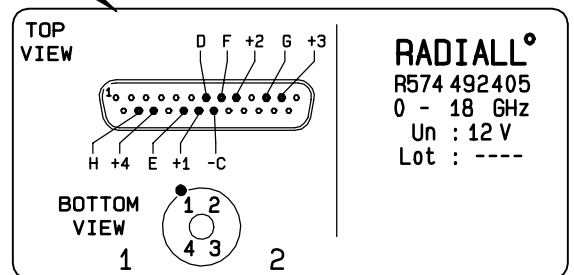 TOP
VIEW
D F +2 G +3
1
H +4 E +1 -C
BOTTOM
VIEW
1 2
4 3
1 2
RADIALL°
R574 492405
0 - 18 GHz
Un : 12 V
Lot : ----